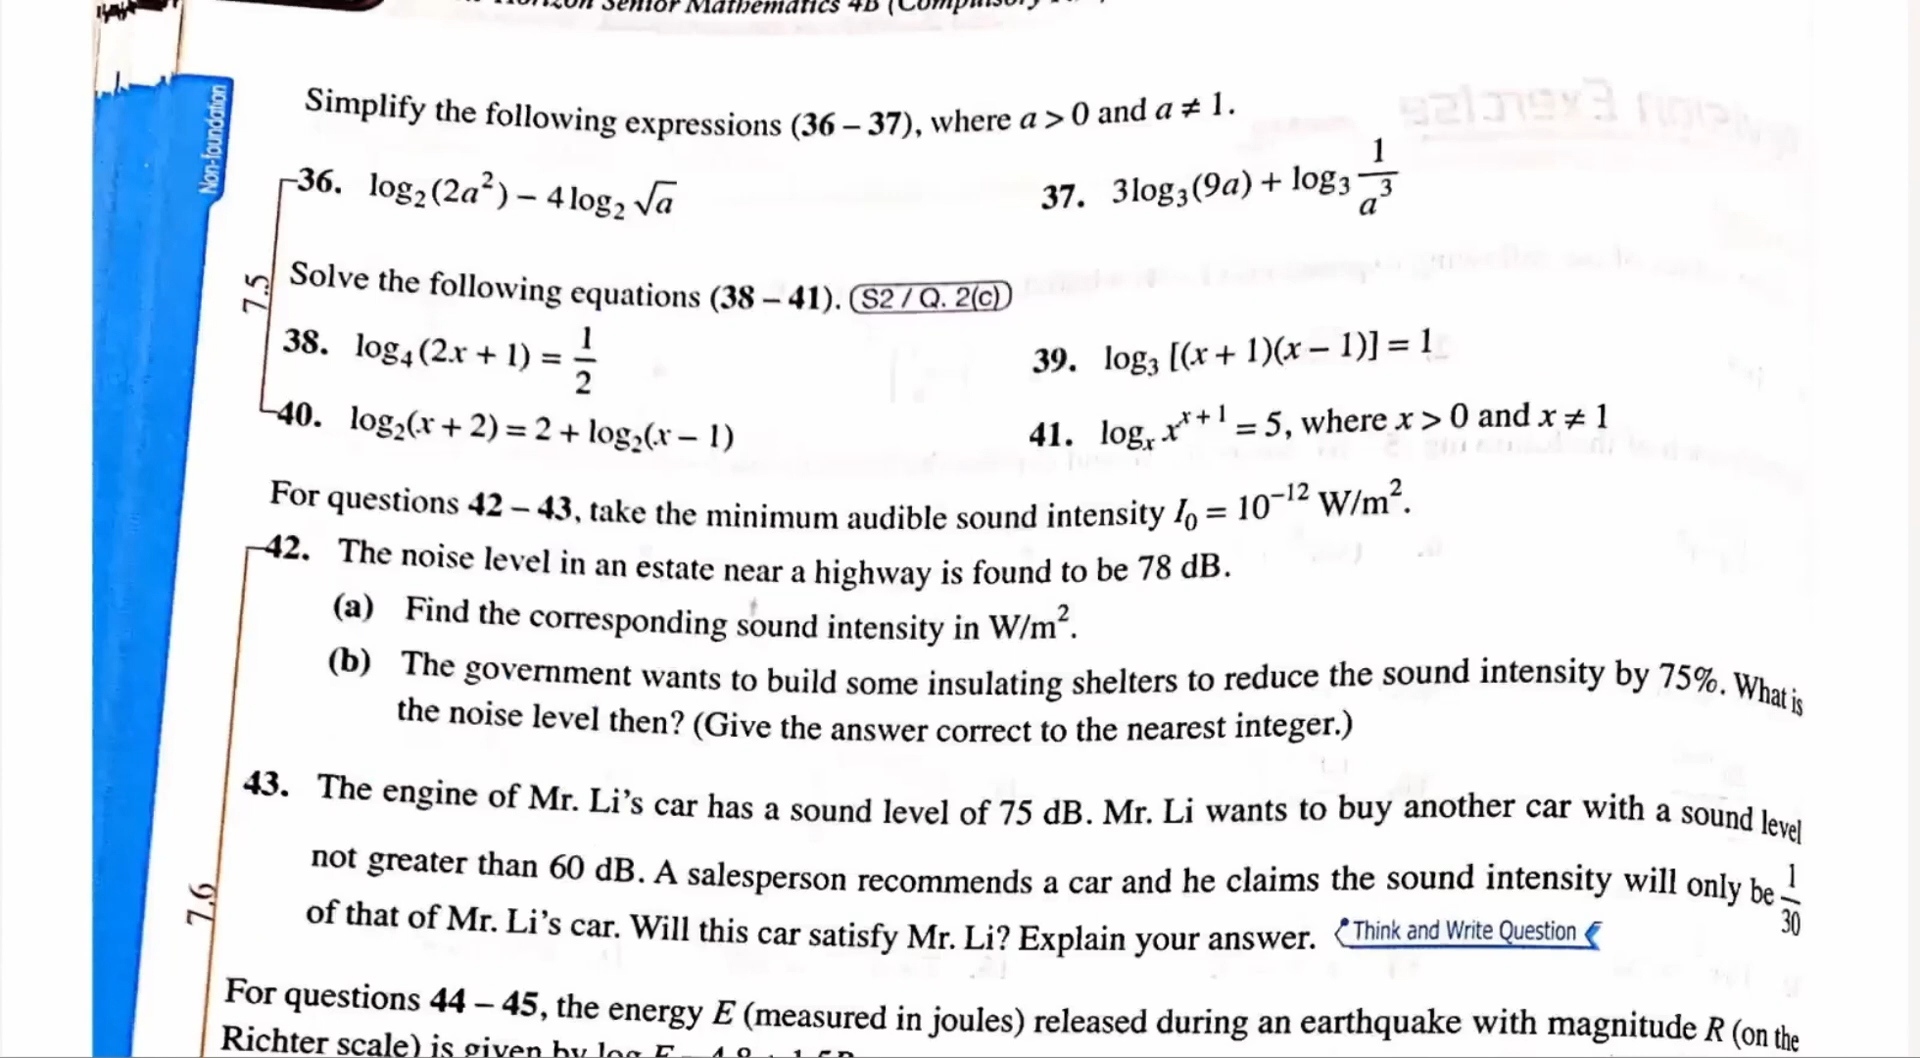 Horizon Senior Mathematics 4B
Non-foundation
Simplify the following expressions (36 – 37), where a > 0 and a ≠ 1.
36. log₂(2a²) – 4 log₂ √a
37. 3log₃(9a) + log₃ 1/a³
7.5
Solve the following equations (38 – 41). S2 / Q. 2(c)
38. log₄(2x + 1) = 1/2
39. log₃ [(x + 1)(x – 1)] = 1
40. log₂(x + 2) = 2 + log₂(x – 1)
41. logₓ xˣ⁺¹ = 5, where x > 0 and x ≠ 1
For questions 42 – 43, take the minimum audible sound intensity I₀ = 10⁻¹² W/m².
42. The noise level in an estate near a highway is found to be 78 dB.
(a) Find the corresponding sound intensity in W/m².
(b) The government wants to build some insulating shelters to reduce the sound intensity by 75%. What is
the noise level then? (Give the answer correct to the nearest integer.)
43. The engine of Mr. Li's car has a sound level of 75 dB. Mr. Li wants to buy another car with a sound level
not greater than 60 dB. A salesperson recommends a car and he claims the sound intensity will only be 1/30
of that of Mr. Li's car. Will this car satisfy Mr. Li? Explain your answer. Think and Write Question
7.6
For questions 44 – 45, the energy E (measured in joules) released during an earthquake with magnitude R (on the
Richter scale) is given by log E